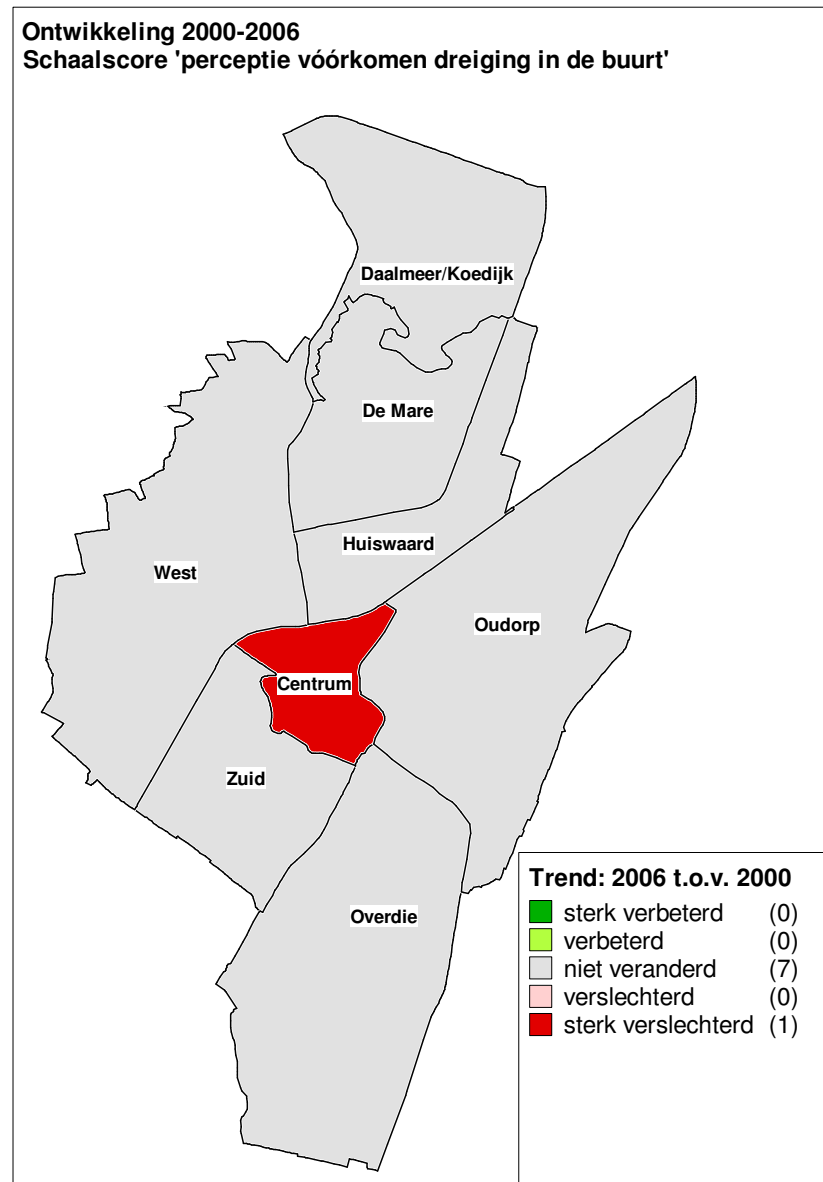 Ontwikkeling 2000-2006
Schaalscore 'perceptie vóórkomen dreiging in de buurt'
Daalmeer/Koedijk
De Mare
Huiswaard
West
Oudorp
Centrum
Zuid
Overdie
Trend: 2006 t.o.v. 2000
sterk verbeterd (0)
verbeterd (0)
niet veranderd (7)
verslechterd (0)
sterk verslechterd (1)